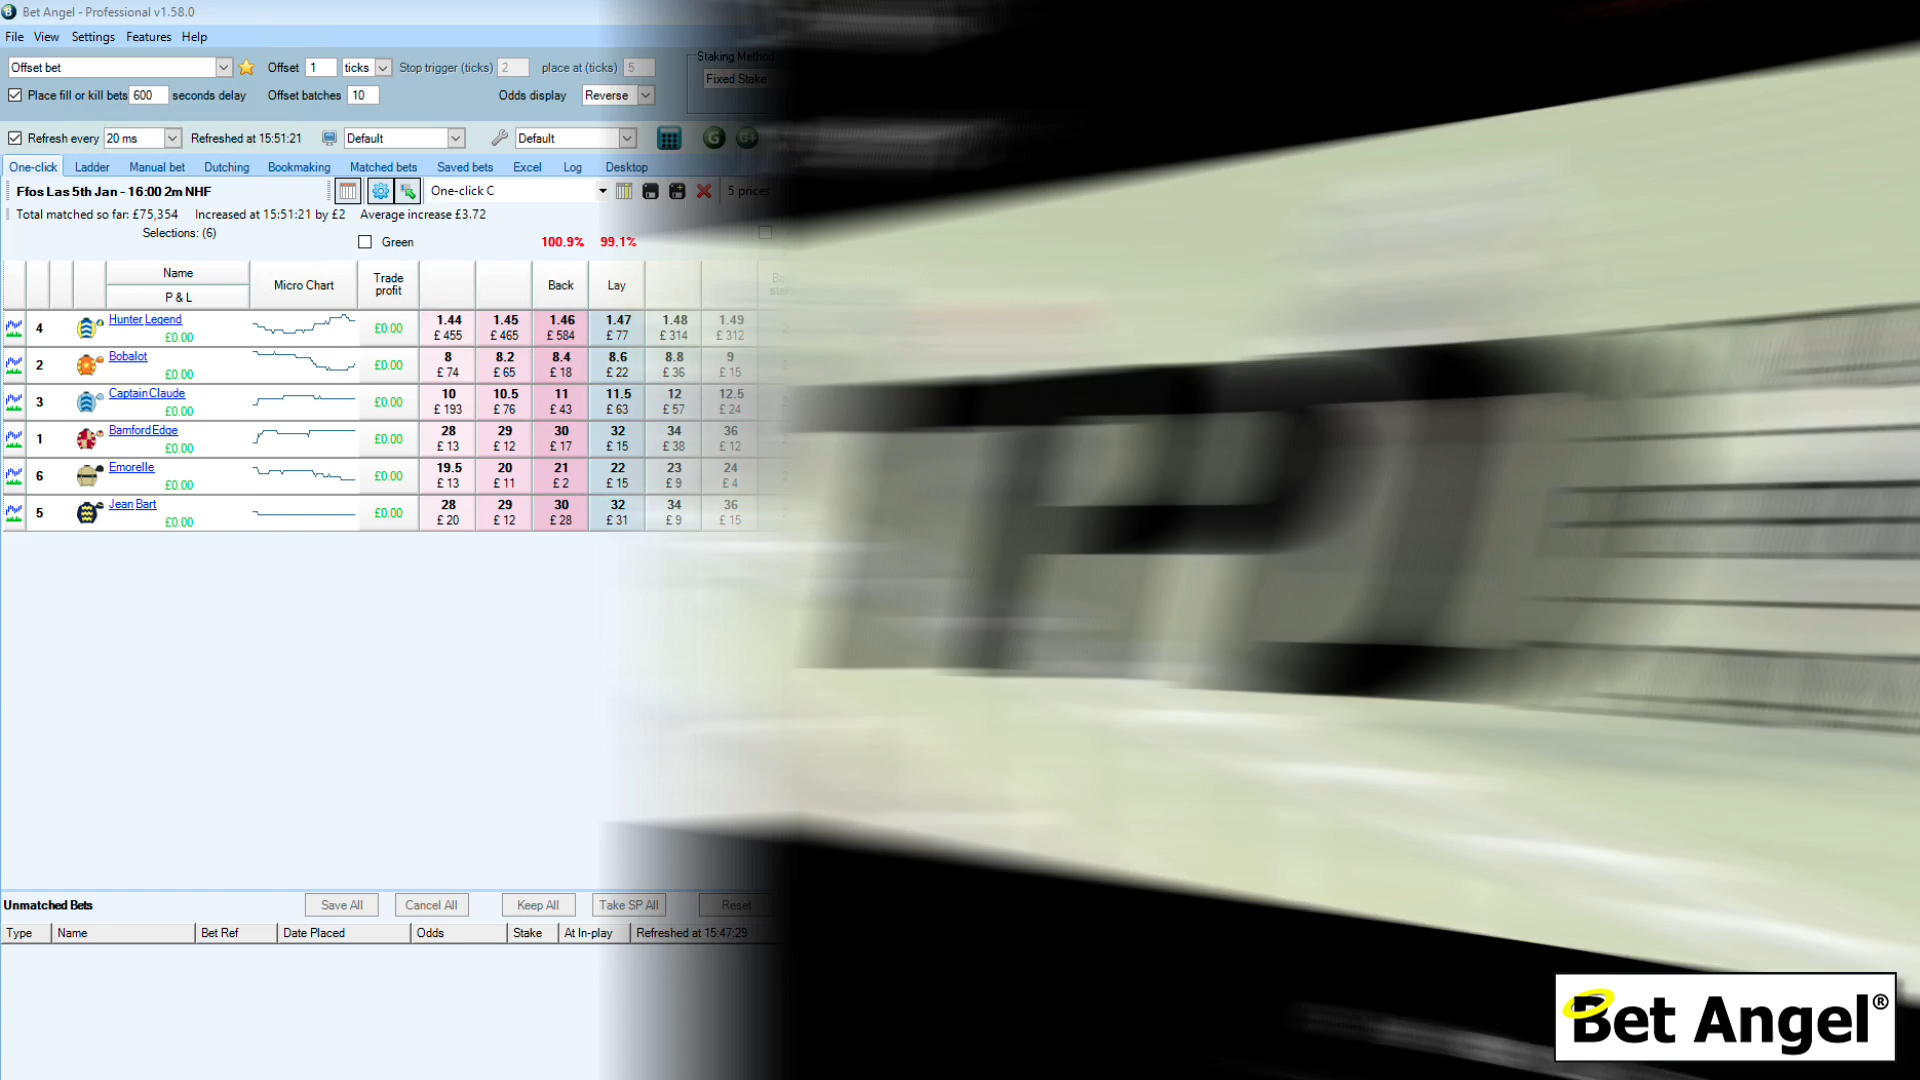 Bet Angel - Professional v1.58.0
File View Settings Features Help
Staking Method
Offset bet Offset 1 ticks Stop trigger (ticks) 2 place at (ticks) 5 Fixed Stake
Place fill or kill bets 600 seconds delay Offset batches 10 Odds display Reverse
Refresh every 20 ms Refreshed at 15:51:21 Default Default G G+
One-click Ladder Manual bet Dutching Bookmaking Matched bets Saved bets Excel Log Desktop
Ffos Las 5th Jan - 16:00 2m NHF One-click C 5 prices
Total matched so far: £75,354 Increased at 15:51:21 by £2 Average increase £3.72
Selections: (6)
Green 100.9% 99.1%
Name Micro Chart Trade profit Back Lay
P & L
4 Hunter Legend £0.00 1.44 1.45 1.46 1.47 1.48 1.49
£0.00 £ 455 £ 465 £ 584 £ 77 £ 314 £ 312
2 Bobalot £0.00 8 8.2 8.4 8.6 8.8 9
£0.00 £ 74 £ 65 £ 18 £ 22 £ 36 £ 15
3 Captain Claude £0.00 10 10.5 11 11.5 12 12.5
£0.00 £ 193 £ 76 £ 43 £ 63 £ 57 £ 24
1 Bamford Edge £0.00 28 29 30 32 34 36
£0.00 £ 13 £ 12 £ 17 £ 15 £ 38 £ 12
6 Emorelle £0.00 19.5 20 21 22 23 24
£0.00 £ 13 £ 11 £ 2 £ 15 £ 9 £ 4
5 Jean Bart £0.00 28 29 30 32 34 36
£0.00 £ 20 £ 12 £ 28 £ 31 £ 9 £ 15
Unmatched Bets Save All Cancel All Keep All Take SP All Reset
Type Name Bet Ref Date Placed Odds Stake At In-play Refreshed at 15:47:29
Bet Angel®